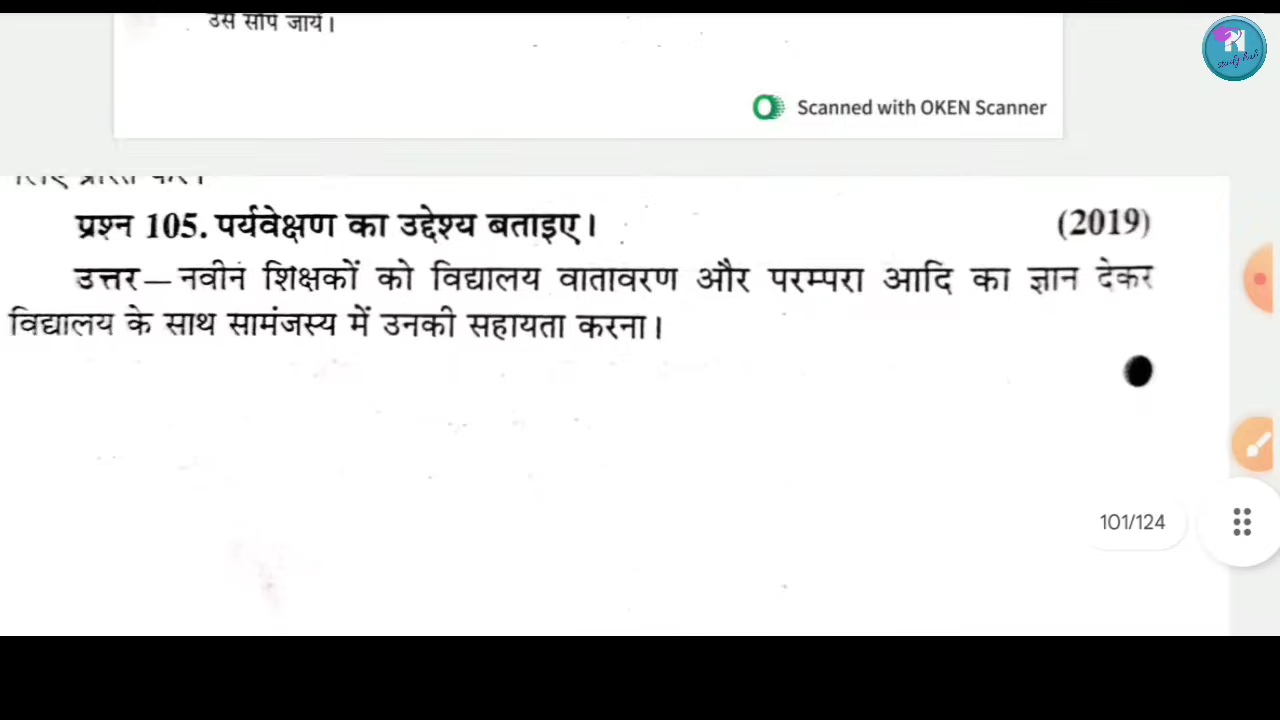 उसे सौंपे जायें।
Scanned with OKEN Scanner
प्रश्न 105. पर्यवेक्षण का उद्देश्य बताइए। (2019)
उत्तर— नवीन शिक्षकों को विद्यालय वातावरण और परम्परा आदि का ज्ञान देकर
विद्यालय के साथ सामंजस्य में उनकी सहायता करना।
101/124